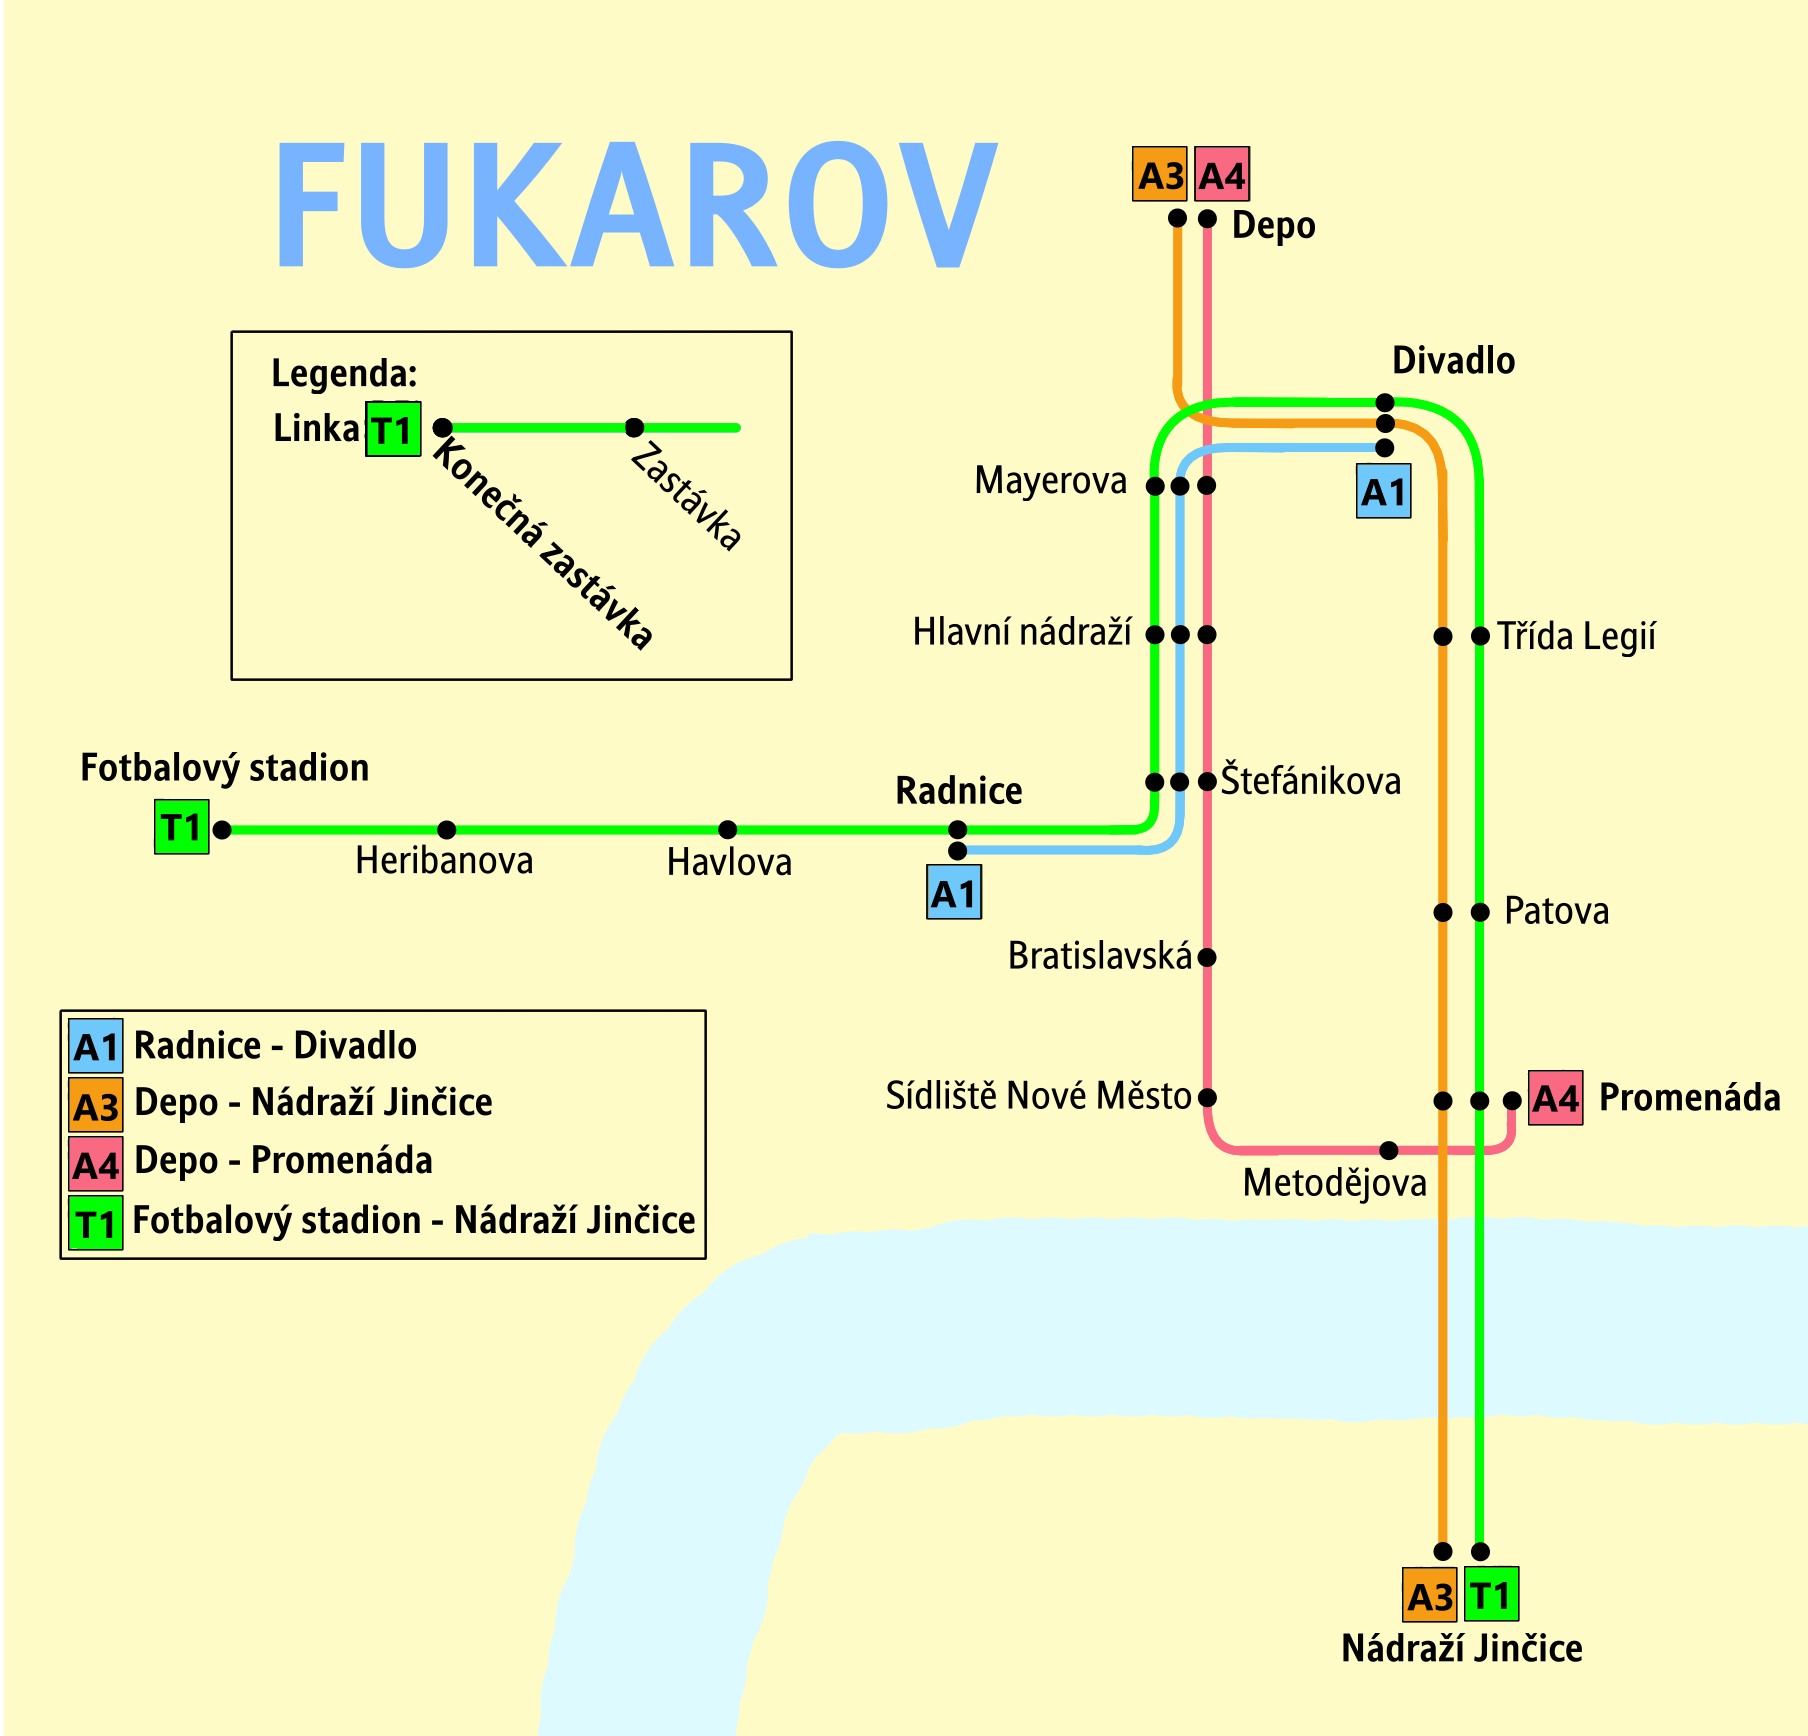 FUKAROV
A3 A4
Depo
Divadlo
A1
Legenda:
Linka T1
Konečná zastávka
Zastávka
Mayerova
Hlavní nádraží
Třída Legií
Štefánikova
Fotbalový stadion
T1
Heribanova
Havlova
Radnice
A1
Patova
Bratislavská
Sídliště Nové Město
A4 Promenáda
Metodějova
A1 Radnice - Divadlo
A3 Depo - Nádraží Jinčice
A4 Depo - Promenáda
T1 Fotbalový stadion - Nádraží Jinčice
A3 T1
Nádraží Jinčice